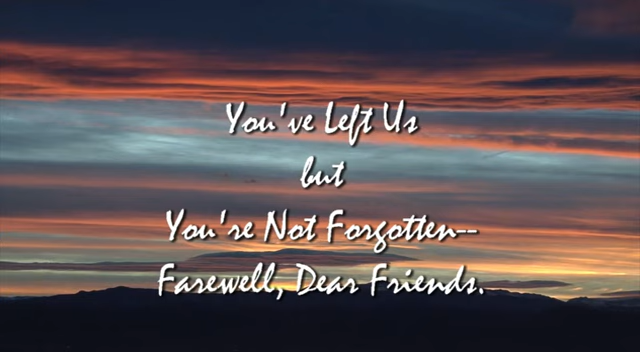 You've Left Us
but
You're Not Forgotten--
Farewell, Dear Friends.